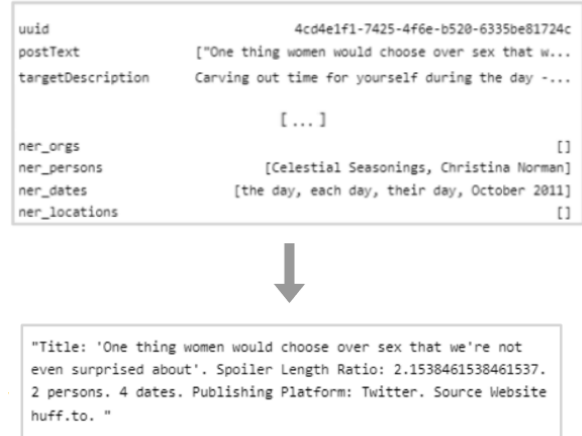 uuid 4cd4e1f1-7425-4f6e-b520-6335be81724c
postText ["One thing women would choose over sex that w...
targetDescription Carving out time for yourself during the day -...
[...]
ner_orgs []
ner_persons [Celestial Seasonings, Christina Norman]
ner_dates [the day, each day, their day, October 2011]
ner_locations []
"Title: 'One thing women would choose over sex that we're not
even surprised about'. Spoiler Length Ratio: 2.1538461538461537.
2 persons. 4 dates. Publishing Platform: Twitter. Source Website
huff.to. "